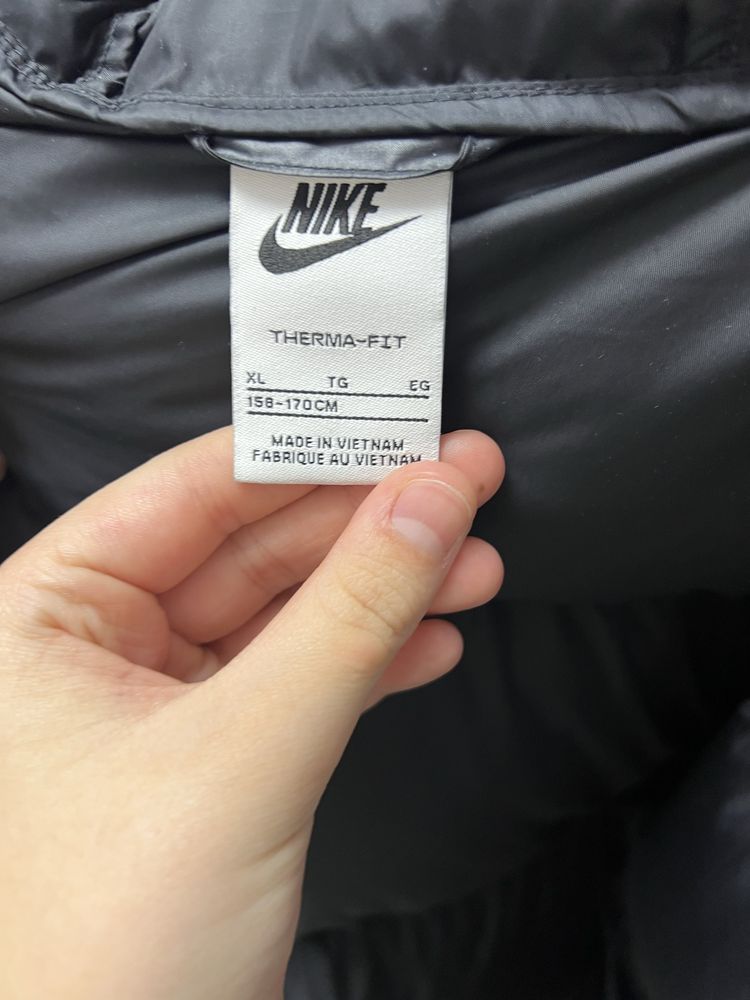 NIKE
THERMA-FIT
XL TG EG
158-170CM
MADE IN VIETNAM
FABRIQUE AU VIETNAM